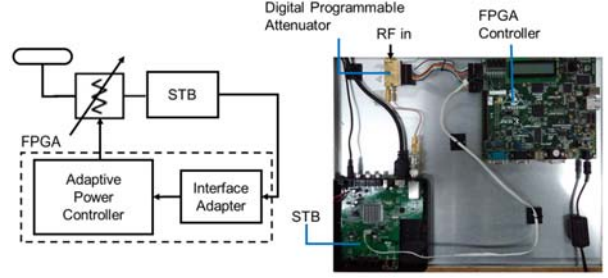 STB
FPGA
Adaptive
Power
Controller
Interface
Adapter
Digital Programmable
Attenuator
RF in
FPGA
Controller
STB